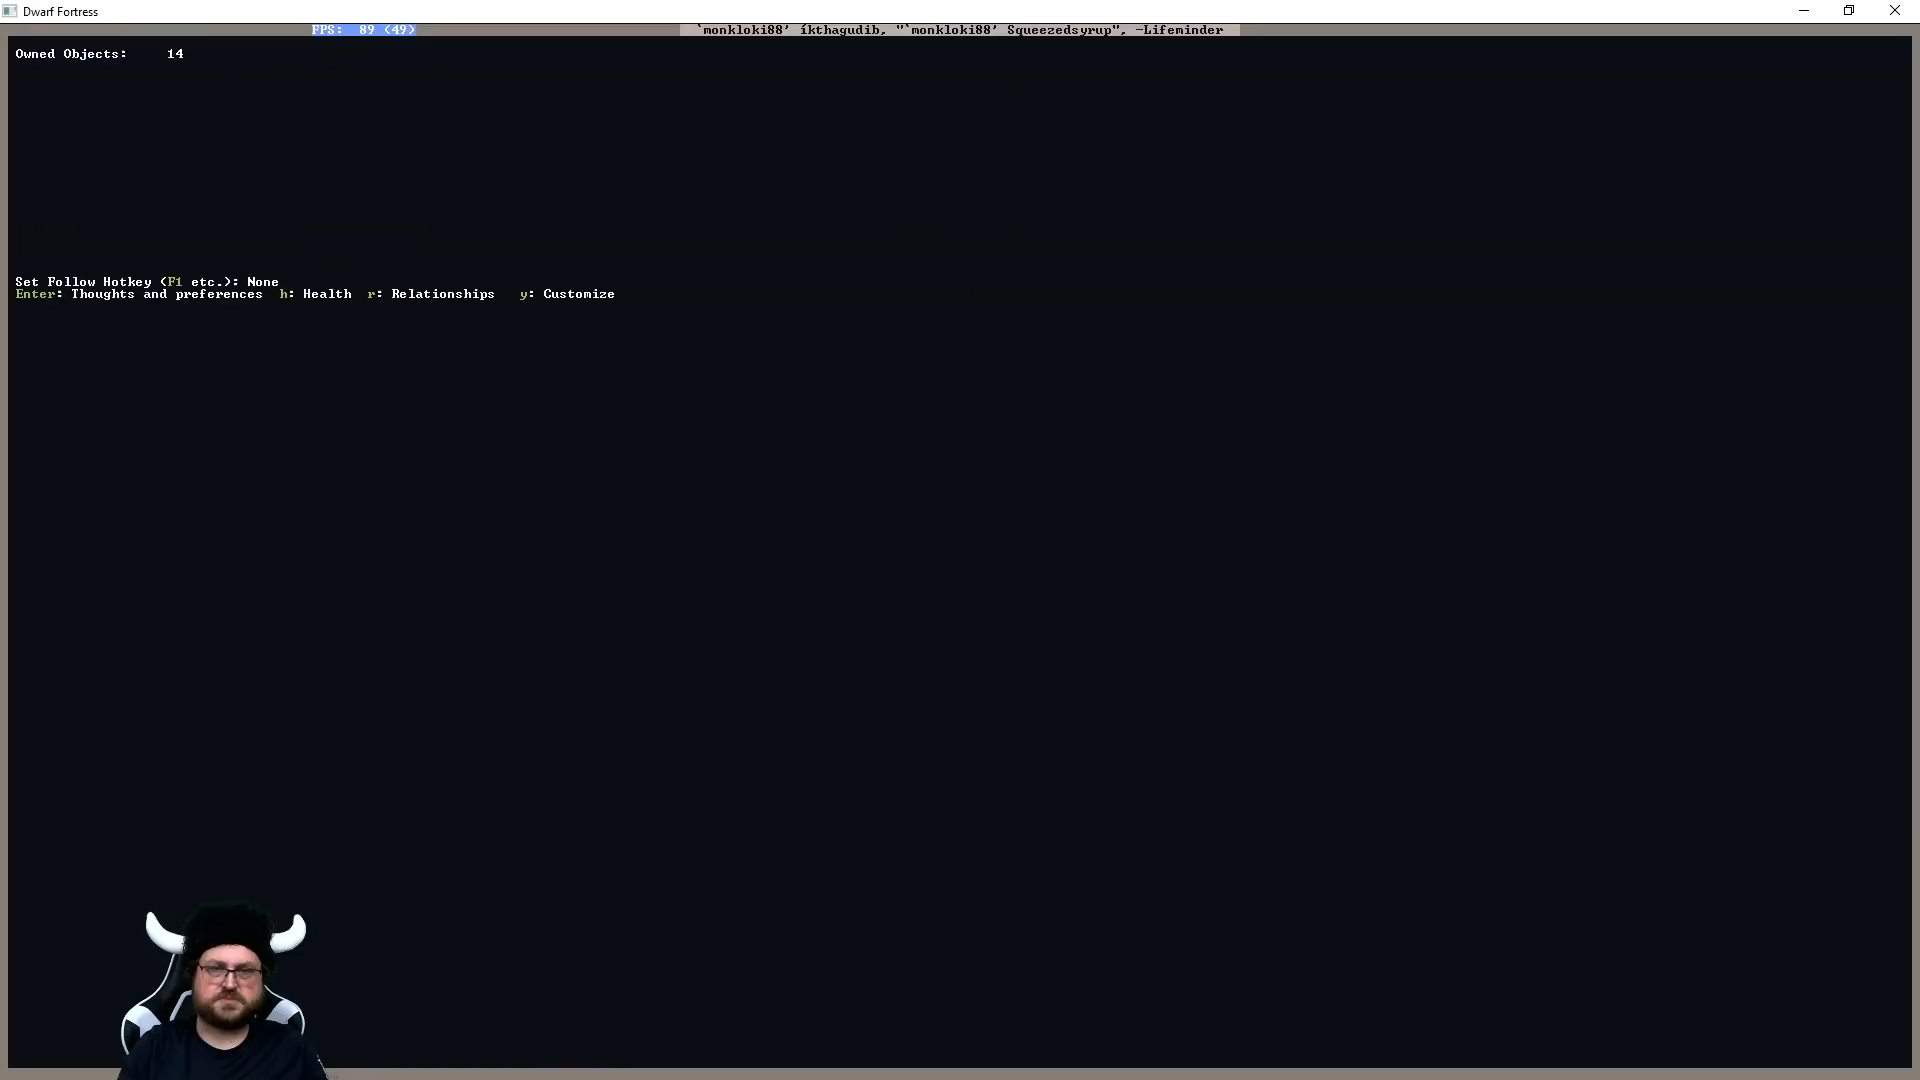 Dwarf Fortress
FPS: 89 (49)
`monkloki88' íkthagudib, "`monkloki88' Squeezedsyrup", -Lifeminder
Owned Objects: 14
Set Follow Hotkey (F1 etc.): None
Enter: Thoughts and preferences h: Health r: Relationships y: Customize